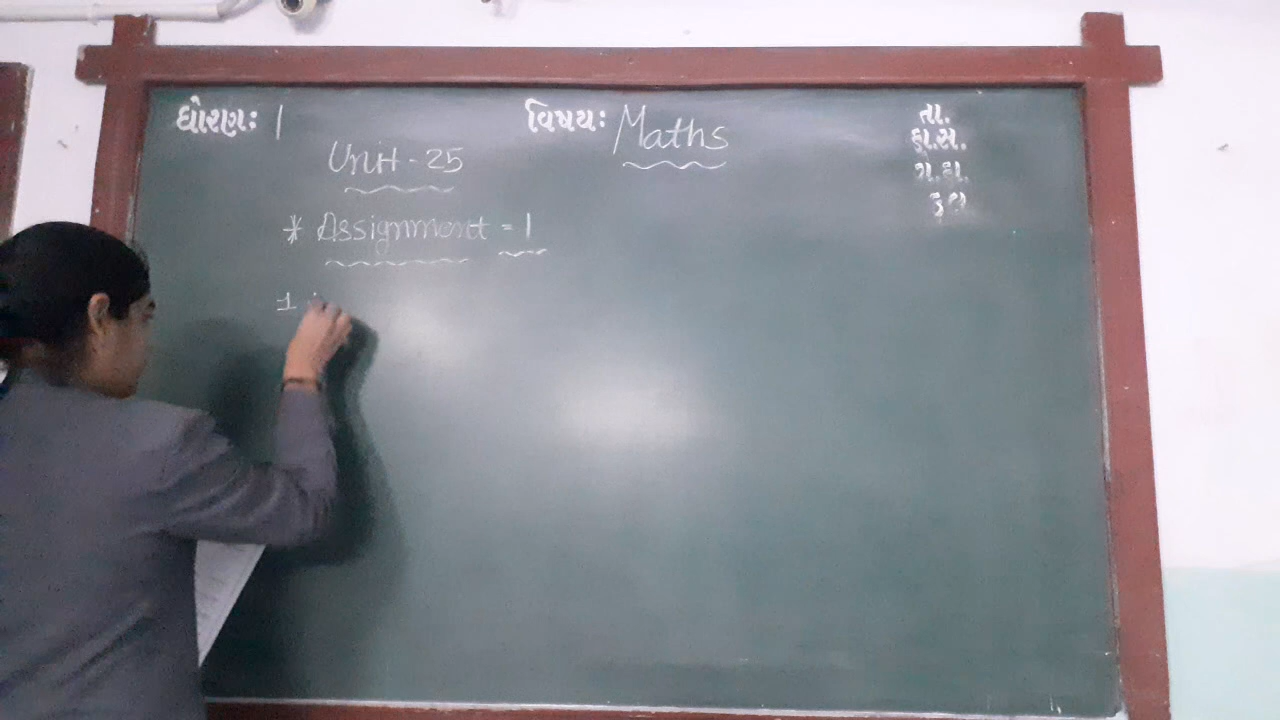 ધોરણ: 1 વિષય: Maths તા.
Unit - 25
* Assignment = 1
1